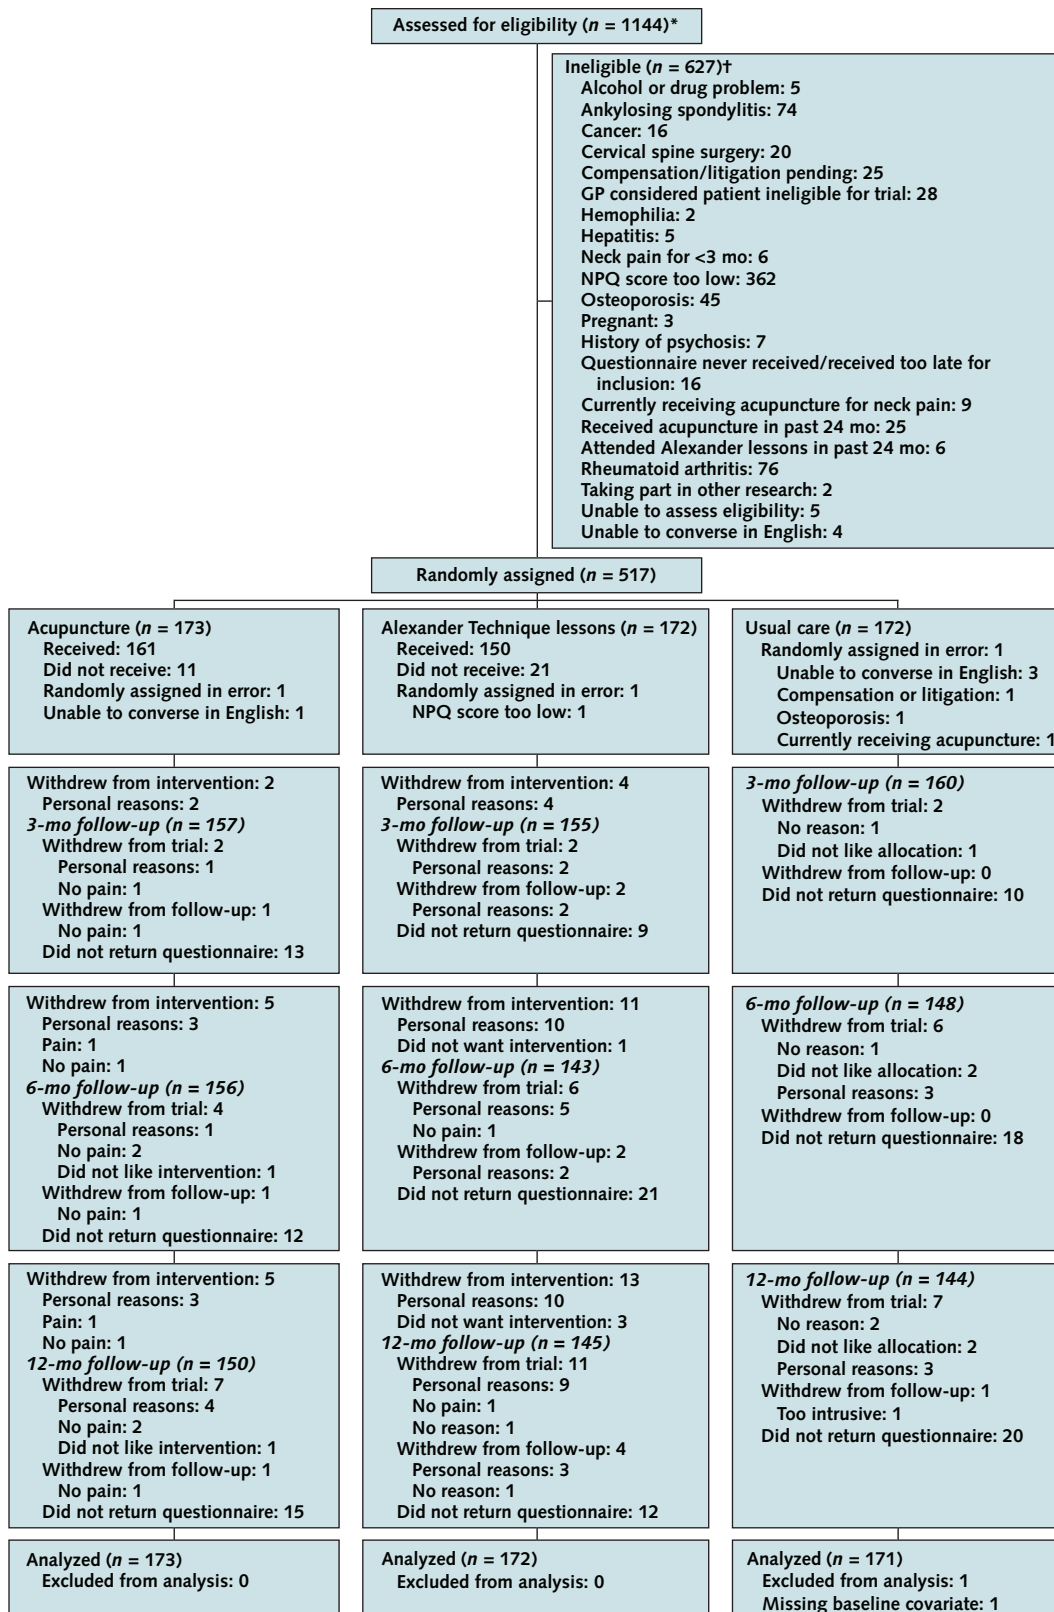 Assessed for eligibility (n = 1144)*
Ineligible (n = 627)†
Alcohol or drug problem: 5
Ankylosing spondylitis: 74
Cancer: 16
Cervical spine surgery: 20
Compensation/litigation pending: 25
GP considered patient ineligible for trial: 28
Hemophilia: 2
Hepatitis: 5
Neck pain for <3 mo: 6
NPQ score too low: 362
Osteoporosis: 45
Pregnant: 3
History of psychosis: 7
Questionnaire never received/received too late for
inclusion: 16
Currently receiving acupuncture for neck pain: 9
Received acupuncture in past 24 mo: 25
Attended Alexander lessons in past 24 mo: 6
Rheumatoid arthritis: 76
Taking part in other research: 2
Unable to assess eligibility: 5
Unable to converse in English: 4
Randomly assigned (n = 517)
Acupuncture (n = 173)
Received: 161
Did not receive: 11
Randomly assigned in error: 1
Unable to converse in English: 1
Alexander Technique lessons (n = 172)
Received: 150
Did not receive: 21
Randomly assigned in error: 1
NPQ score too low: 1
Usual care (n = 172)
Randomly assigned in error: 1
Unable to converse in English: 3
Compensation or litigation: 1
Osteoporosis: 1
Currently receiving acupuncture: 1
Withdrew from intervention: 2
Personal reasons: 2
3-mo follow-up (n = 157)
Withdrew from trial: 2
Personal reasons: 1
No pain: 1
Withdrew from follow-up: 1
No pain: 1
Did not return questionnaire: 13
Withdrew from intervention: 4
Personal reasons: 4
3-mo follow-up (n = 155)
Withdrew from trial: 2
Personal reasons: 2
Withdrew from follow-up: 2
Personal reasons: 2
Did not return questionnaire: 9
3-mo follow-up (n = 160)
Withdrew from trial: 2
No reason: 1
Did not like allocation: 1
Withdrew from follow-up: 0
Did not return questionnaire: 10
Withdrew from intervention: 5
Personal reasons: 3
Pain: 1
No pain: 1
6-mo follow-up (n = 156)
Withdrew from trial: 4
Personal reasons: 1
No pain: 2
Did not like intervention: 1
Withdrew from follow-up: 1
No pain: 1
Did not return questionnaire: 12
Withdrew from intervention: 11
Personal reasons: 10
Did not want intervention: 1
6-mo follow-up (n = 143)
Withdrew from trial: 6
Personal reasons: 5
No pain: 1
Withdrew from follow-up: 2
Personal reasons: 2
Did not return questionnaire: 21
6-mo follow-up (n = 148)
Withdrew from trial: 6
No reason: 1
Did not like allocation: 2
Personal reasons: 3
Withdrew from follow-up: 0
Did not return questionnaire: 18
Withdrew from intervention: 5
Personal reasons: 3
Pain: 1
No pain: 1
12-mo follow-up (n = 150)
Withdrew from trial: 7
Personal reasons: 4
No pain: 2
Did not like intervention: 1
Withdrew from follow-up: 1
No pain: 1
Did not return questionnaire: 15
Withdrew from intervention: 13
Personal reasons: 10
Did not want intervention: 3
12-mo follow-up (n = 145)
Withdrew from trial: 11
Personal reasons: 9
No pain: 1
No reason: 1
Withdrew from follow-up: 4
Personal reasons: 3
No reason: 1
Did not return questionnaire: 12
12-mo follow-up (n = 144)
Withdrew from trial: 7
No reason: 2
Did not like allocation: 2
Personal reasons: 3
Withdrew from follow-up: 1
Too intrusive: 1
Did not return questionnaire: 20
Analyzed (n = 173)
Excluded from analysis: 0
Analyzed (n = 172)
Excluded from analysis: 0
Analyzed (n = 171)
Excluded from analysis: 1
Missing baseline covariate: 1